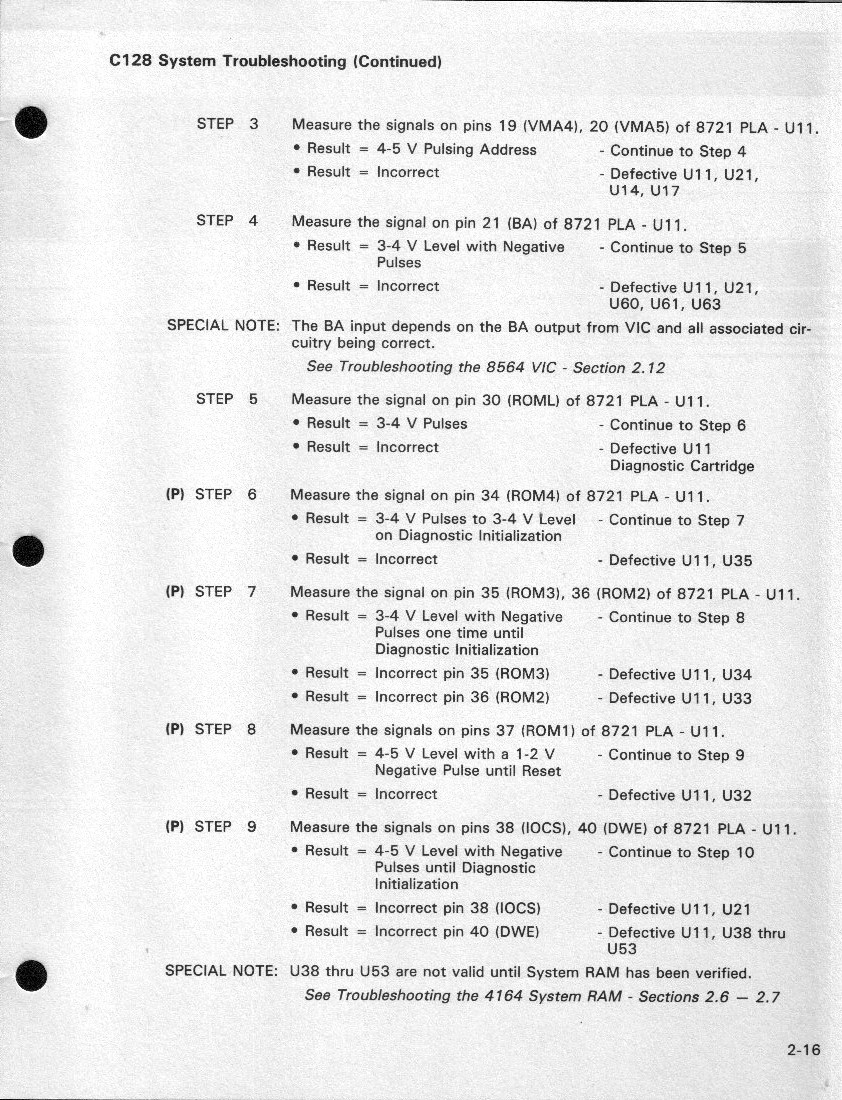 C128 System Troubleshooting (Continued)
STEP 3 Measure the signals on pins 19 (VMA4), 20 (VMA5) of 8721 PLA - U11.
• Result = 4-5 V Pulsing Address - Continue to Step 4
• Result = Incorrect - Defective U11, U21,
U14, U17
STEP 4 Measure the signal on pin 21 (BA) of 8721 PLA - U11.
• Result = 3-4 V Level with Negative - Continue to Step 5
Pulses
• Result = Incorrect - Defective U11, U21,
U60, U61, U63
SPECIAL NOTE: The BA input depends on the BA output from VIC and all associated cir-
cuitry being correct.
See Troubleshooting the 8564 VIC - Section 2.12
STEP 5 Measure the signal on pin 30 (ROML) of 8721 PLA - U11.
• Result = 3-4 V Pulses - Continue to Step 6
• Result = Incorrect - Defective U11
Diagnostic Cartridge
(P) STEP 6 Measure the signal on pin 34 (ROM4) of 8721 PLA - U11.
• Result = 3-4 V Pulses to 3-4 V Level - Continue to Step 7
on Diagnostic Initialization
• Result = Incorrect - Defective U11, U35
(P) STEP 7 Measure the signal on pin 35 (ROM3), 36 (ROM2) of 8721 PLA - U11.
• Result = 3-4 V Level with Negative - Continue to Step 8
Pulses one time until
Diagnostic Initialization
• Result = Incorrect pin 35 (ROM3) - Defective U11, U34
• Result = Incorrect pin 36 (ROM2) - Defective U11, U33
(P) STEP 8 Measure the signals on pins 37 (ROM1) of 8721 PLA - U11.
• Result = 4-5 V Level with a 1-2 V - Continue to Step 9
Negative Pulse until Reset
• Result = Incorrect - Defective U11, U32
(P) STEP 9 Measure the signals on pins 38 (IOCS), 40 (DWE) of 8721 PLA - U11.
• Result = 4-5 V Level with Negative - Continue to Step 10
Pulses until Diagnostic
Initialization
• Result = Incorrect pin 38 (IOCS) - Defective U11, U21
• Result = Incorrect pin 40 (DWE) - Defective U11, U38 thru
U53
SPECIAL NOTE: U38 thru U53 are not valid until System RAM has been verified.
See Troubleshooting the 4164 System RAM - Sections 2.6 — 2.7
2-16